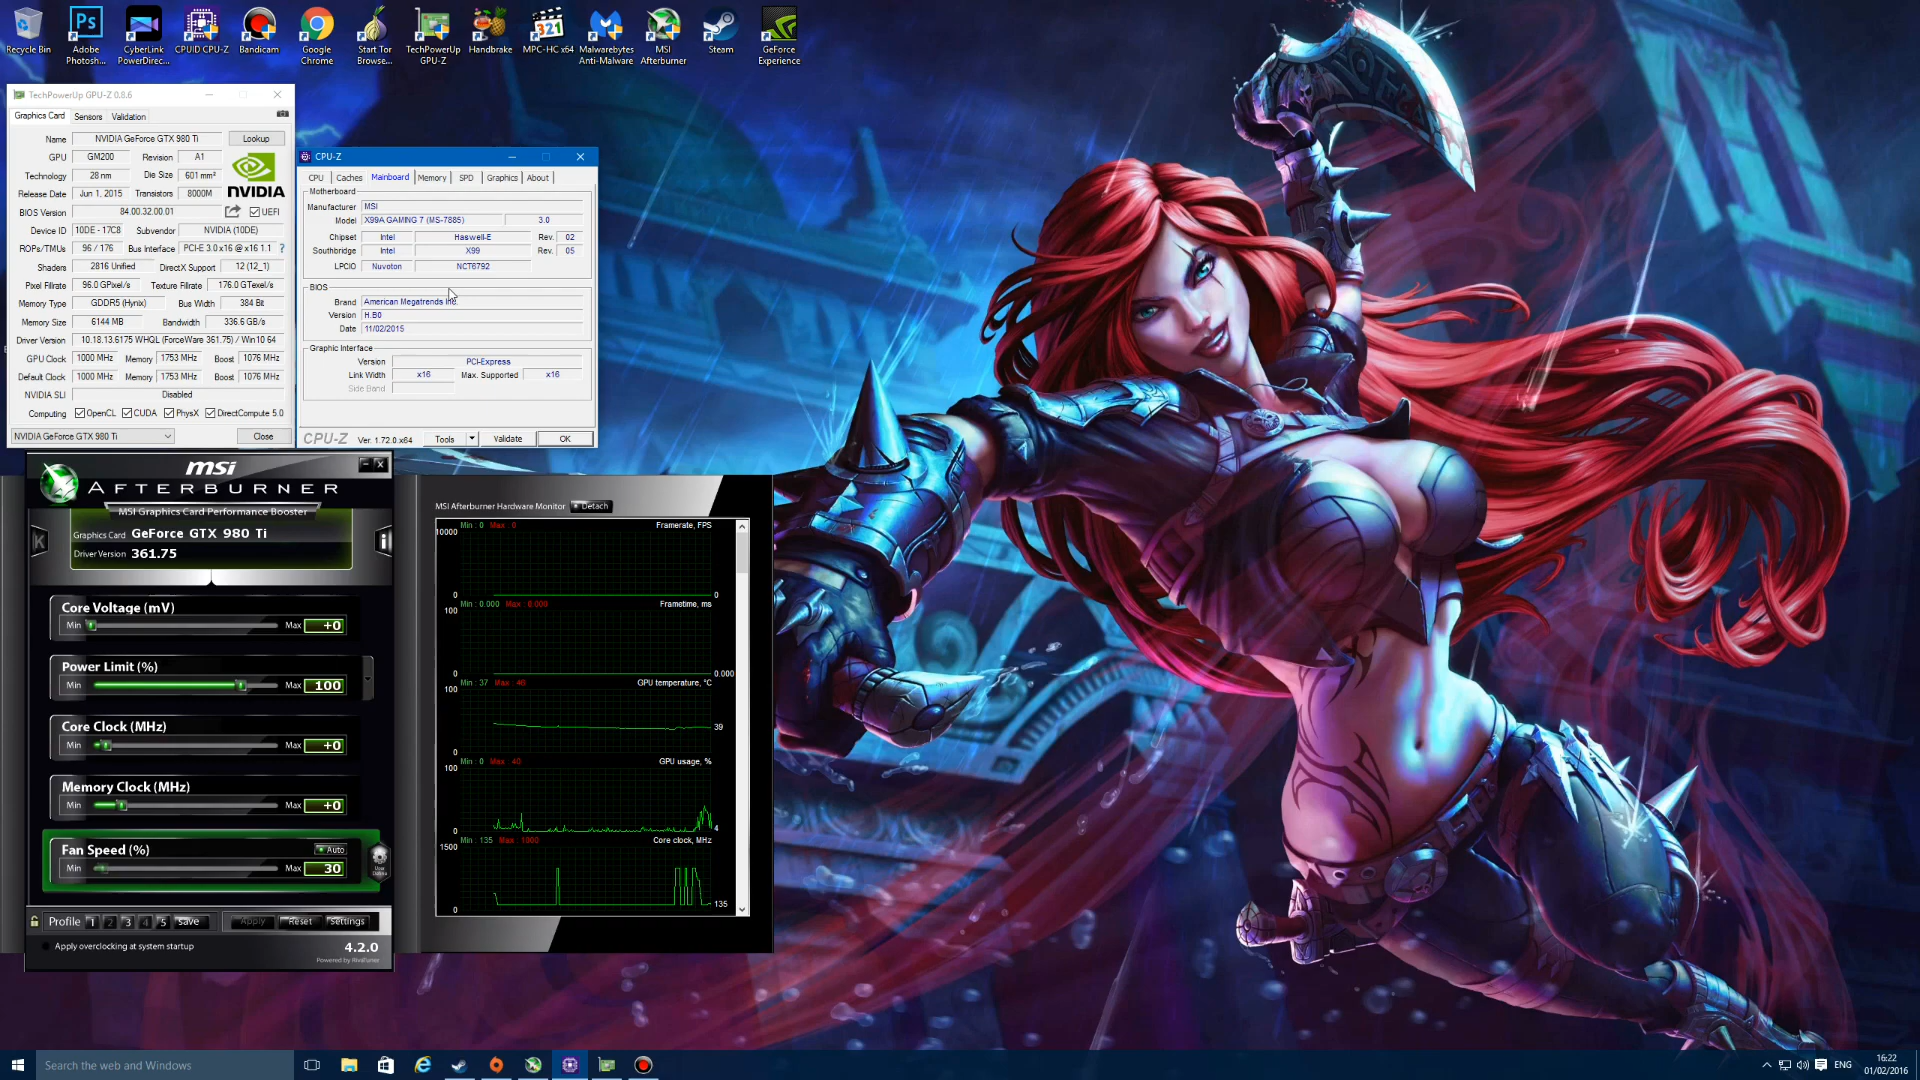 Recycle Bin
Adobe Photosh...
CyberLink PowerDirec...
CPUID CPU-Z
Bandicam
Google Chrome
Start Tor Browse...
TechPowerUp GPU-Z
Handbrake
MPC-HC x64
Malwarebytes Anti-Malware
MSI Afterburner
Steam
GeForce Experience
TechPowerUp GPU-Z 0.8.6
Graphics Card Sensors Validation
Name NVIDIA GeForce GTX 980 Ti Lookup
GPU GM200 Revision A1
Technology 28 nm Die Size 601 mm²
Release Date Jun 1, 2015 Transistors 8000M
NVIDIA
BIOS Version 84.00.32.00.01 UEFI
Device ID 10DE - 17C8 Subvendor NVIDIA (10DE)
ROPs/TMUs 96 / 176 Bus Interface PCI-E 3.0 x16 @ x16 1.1 ?
Shaders 2816 Unified DirectX Support 12 (12_1)
Pixel Fillrate 96.0 GPixel/s Texture Fillrate 176.0 GTexel/s
Memory Type GDDR5 (Hynix) Bus Width 384 Bit
Memory Size 6144 MB Bandwidth 336.6 GB/s
Driver Version 10.18.13.6175 WHQL (ForceWare 361.75) / Win10 64
GPU Clock 1000 MHz Memory 1753 MHz Boost 1076 MHz
Default Clock 1000 MHz Memory 1753 MHz Boost 1076 MHz
NVIDIA SLI Disabled
Computing OpenCL CUDA PhysX DirectCompute 5.0
NVIDIA GeForce GTX 980 Ti Close
CPU-Z
CPU Caches Mainboard Memory SPD Graphics About
Motherboard
Manufacturer MSI
Model X99A GAMING 7 (MS-7885) 3.0
Chipset Intel Haswell-E Rev. 02
Southbridge Intel X99 Rev. 05
LPCIO Nuvoton NCT6792
BIOS
Brand American Megatrends Inc.
Version H.B0
Date 11/02/2015
Graphic Interface
Version PCI-Express
Link Width x16 Max. Supported x16
Side Band
CPU-Z Ver. 1.72.0.x64 Tools Validate OK
msi
AFTERBURNER
MSI Graphics Card Performance Booster
K
i
Graphics Card GeForce GTX 980 Ti
Driver Version 361.75
Core Voltage (mV)
Min Max +0
Power Limit (%)
Min Max 100
Core Clock (MHz)
Min Max +0
Memory Clock (MHz)
Min Max +0
Fan Speed (%) Auto
Min Max 30
Profile 1 2 3 4 5 save Apply Reset Settings
Apply overclocking at system startup 4.2.0
Powered by RivaTuner
MSI Afterburner Hardware Monitor Detach
Min : 0 Max : 0 Framerate, FPS
10000
0 0
Min : 0.000 Max : 0.000 Frametime, ms
100
0 0.000
Min : 37 Max : 46 GPU temperature, °C
100
39
0
Min : 0 Max : 40 GPU usage, %
100
4
0
Min : 135 Max : 1000 Core clock, MHz
1500
135
0
Search the web and Windows
ENG
16:22
01/02/2016